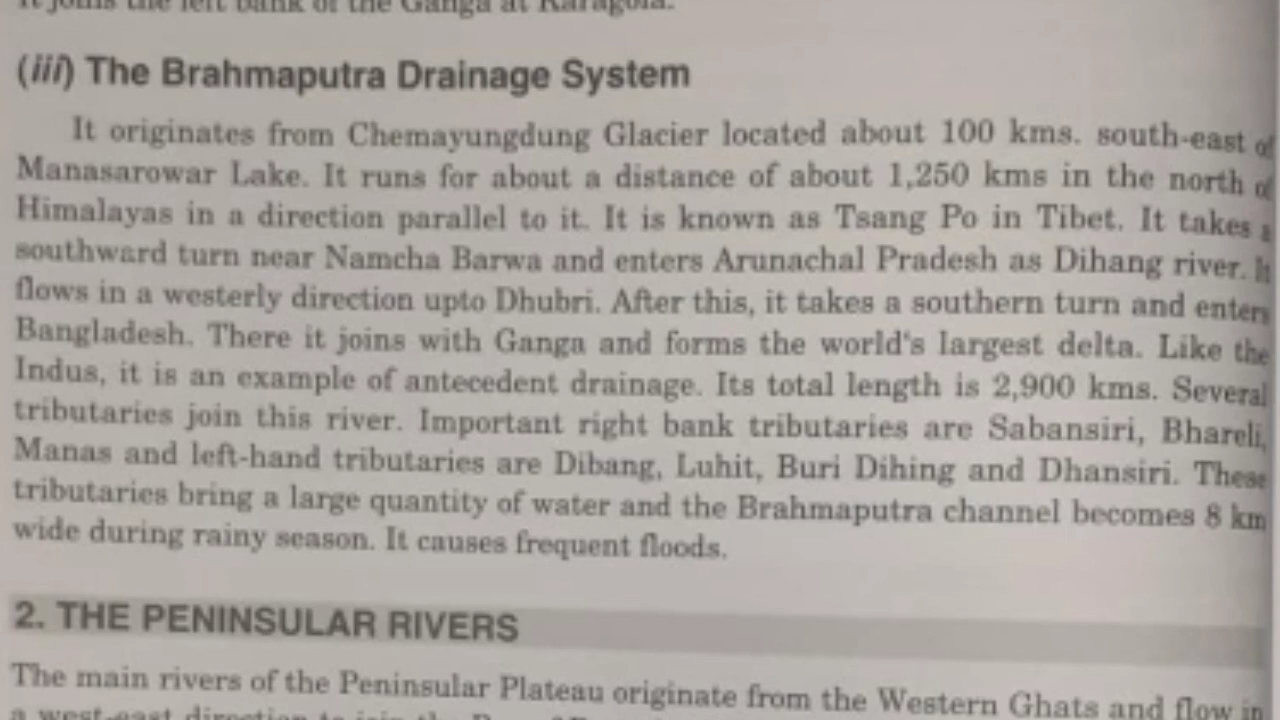 It joins the left bank of the Ganga at Karagola.
(iii) The Brahmaputra Drainage System
It originates from Chemayungdung Glacier located about 100 kms. south-east of
Manasarowar Lake. It runs for about a distance of about 1,250 kms in the north of
Himalayas in a direction parallel to it. It is known as Tsang Po in Tibet. It takes a
southward turn near Namcha Barwa and enters Arunachal Pradesh as Dihang river. It
flows in a westerly direction upto Dhubri. After this, it takes a southern turn and enters
Bangladesh. There it joins with Ganga and forms the world's largest delta. Like the
Indus, it is an example of antecedent drainage. Its total length is 2,900 kms. Several
tributaries join this river. Important right bank tributaries are Sabansiri, Bhareli,
Manas and left-hand tributaries are Dibang, Luhit, Buri Dihing and Dhansiri. These
tributaries bring a large quantity of water and the Brahmaputra channel becomes 8 km
wide during rainy season. It causes frequent floods.
2. THE PENINSULAR RIVERS
The main rivers of the Peninsular Plateau originate from the Western Ghats and flow in
a west-east direction to join the